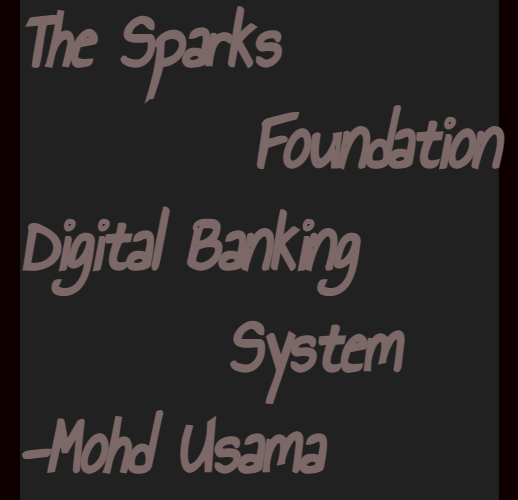 The Sparks
Foundation
Digital Banking
System
-Mohd Usama